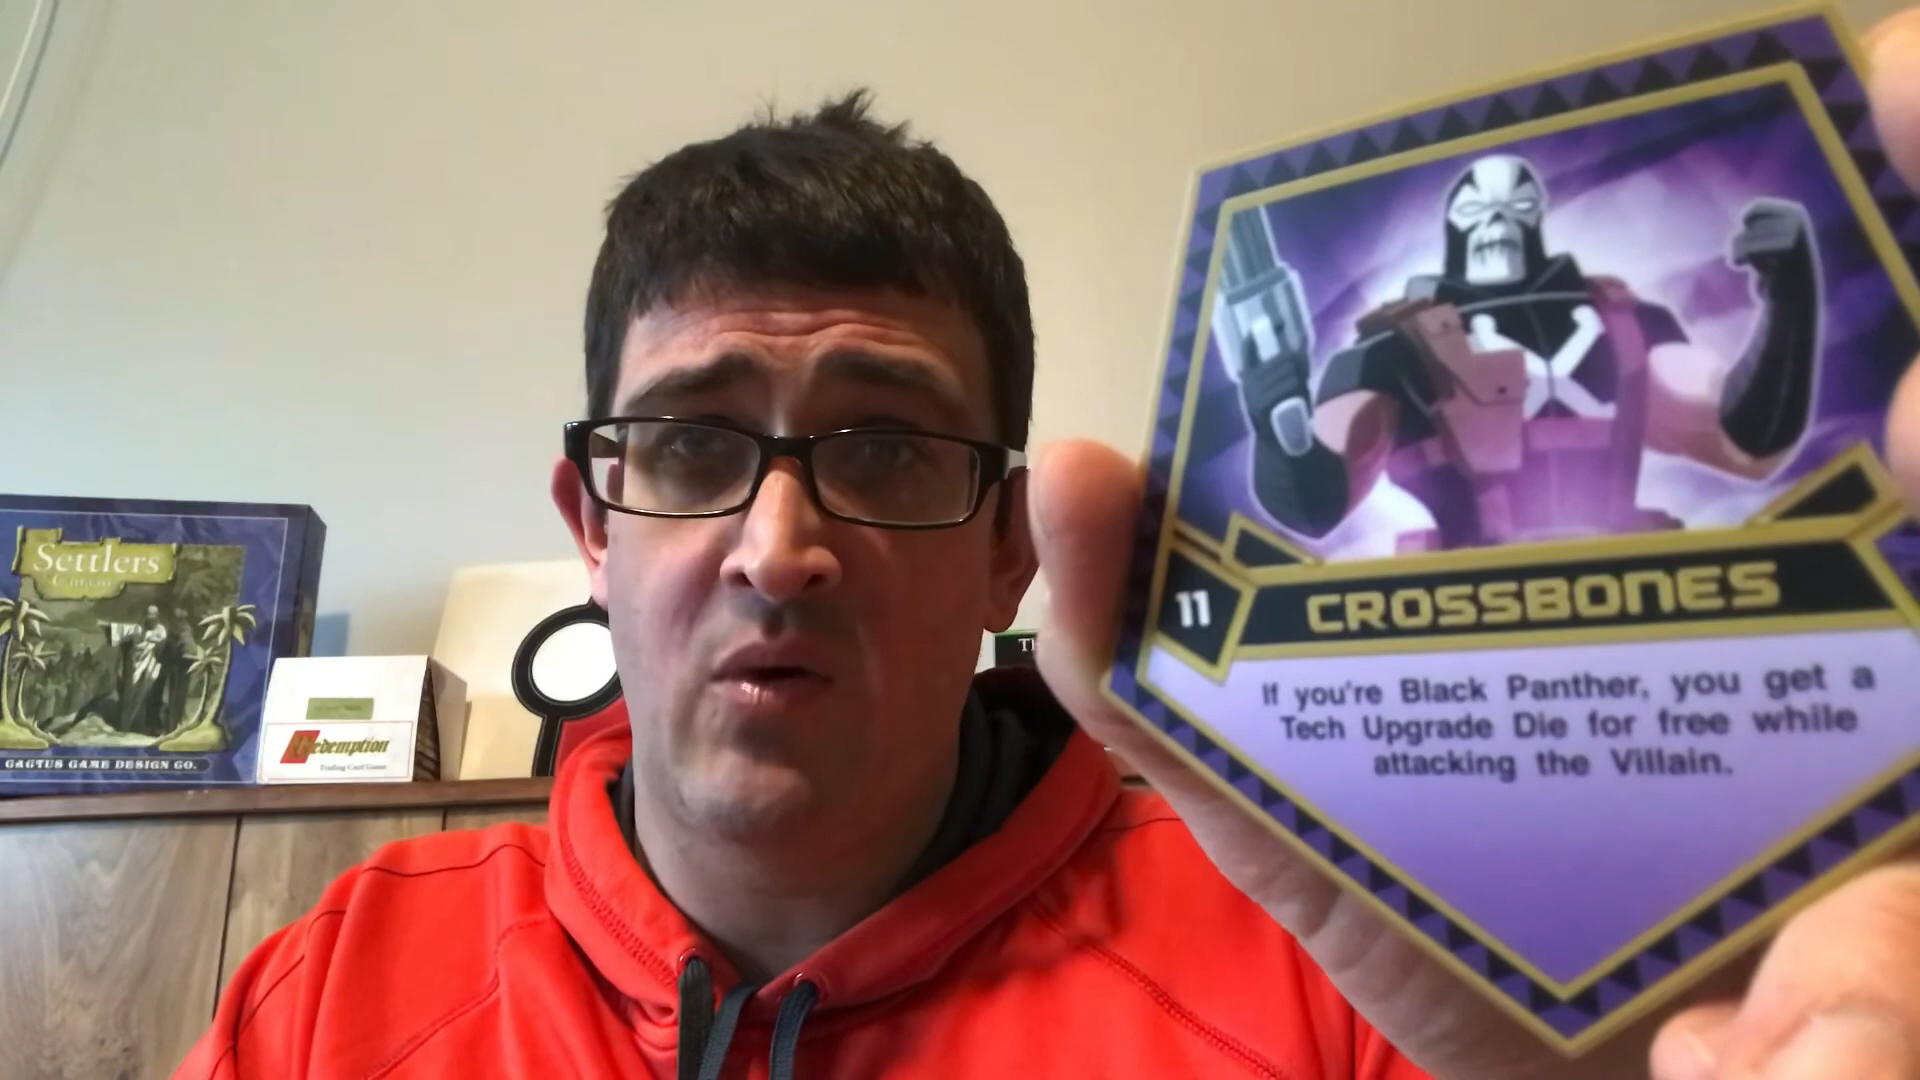 Settlers
CACTUS GAME DESIGN CO.
Redemption
Trading Card Game
11
CROSSBONES
If you're Black Panther, you get a
Tech Upgrade Die for free while
attacking the Villain.